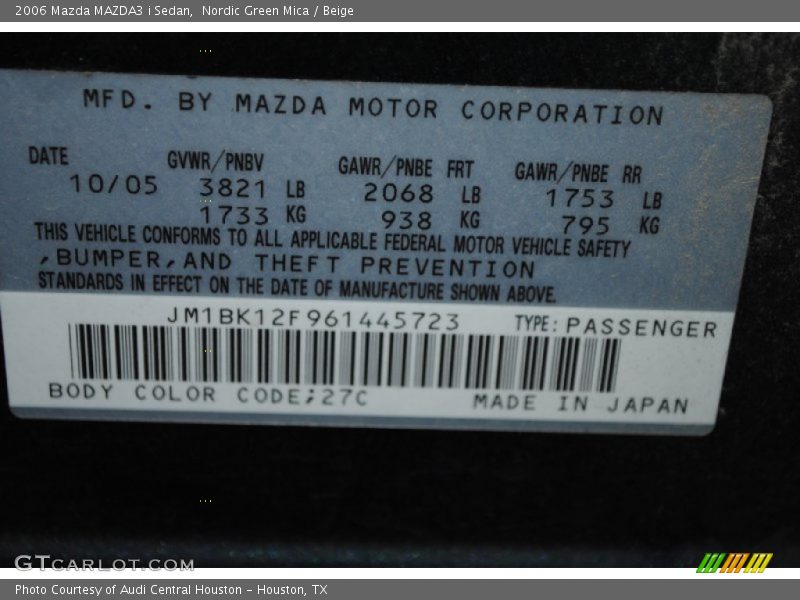 2006 Mazda MAZDA3 i Sedan,  Nordic Green Mica / Beige
MFD. BY MAZDA MOTOR CORPORATION
DATE GVWR/PNBV GAWR/PNBE FRT GAWR/PNBE RR
10/05 3821 LB 2068 LB 1753 LB
1733 KG 938 KG 795 KG
THIS VEHICLE CONFORMS TO ALL APPLICABLE FEDERAL MOTOR VEHICLE SAFETY
,BUMPER,AND THEFT PREVENTION
STANDARDS IN EFFECT ON THE DATE OF MANUFACTURE SHOWN ABOVE.
JM1BK12F961445723 TYPE: PASSENGER
BODY COLOR CODE;27C MADE IN JAPAN
GTCARLOT.COM
Photo Courtesy of Audi Central Houston - Houston, TX